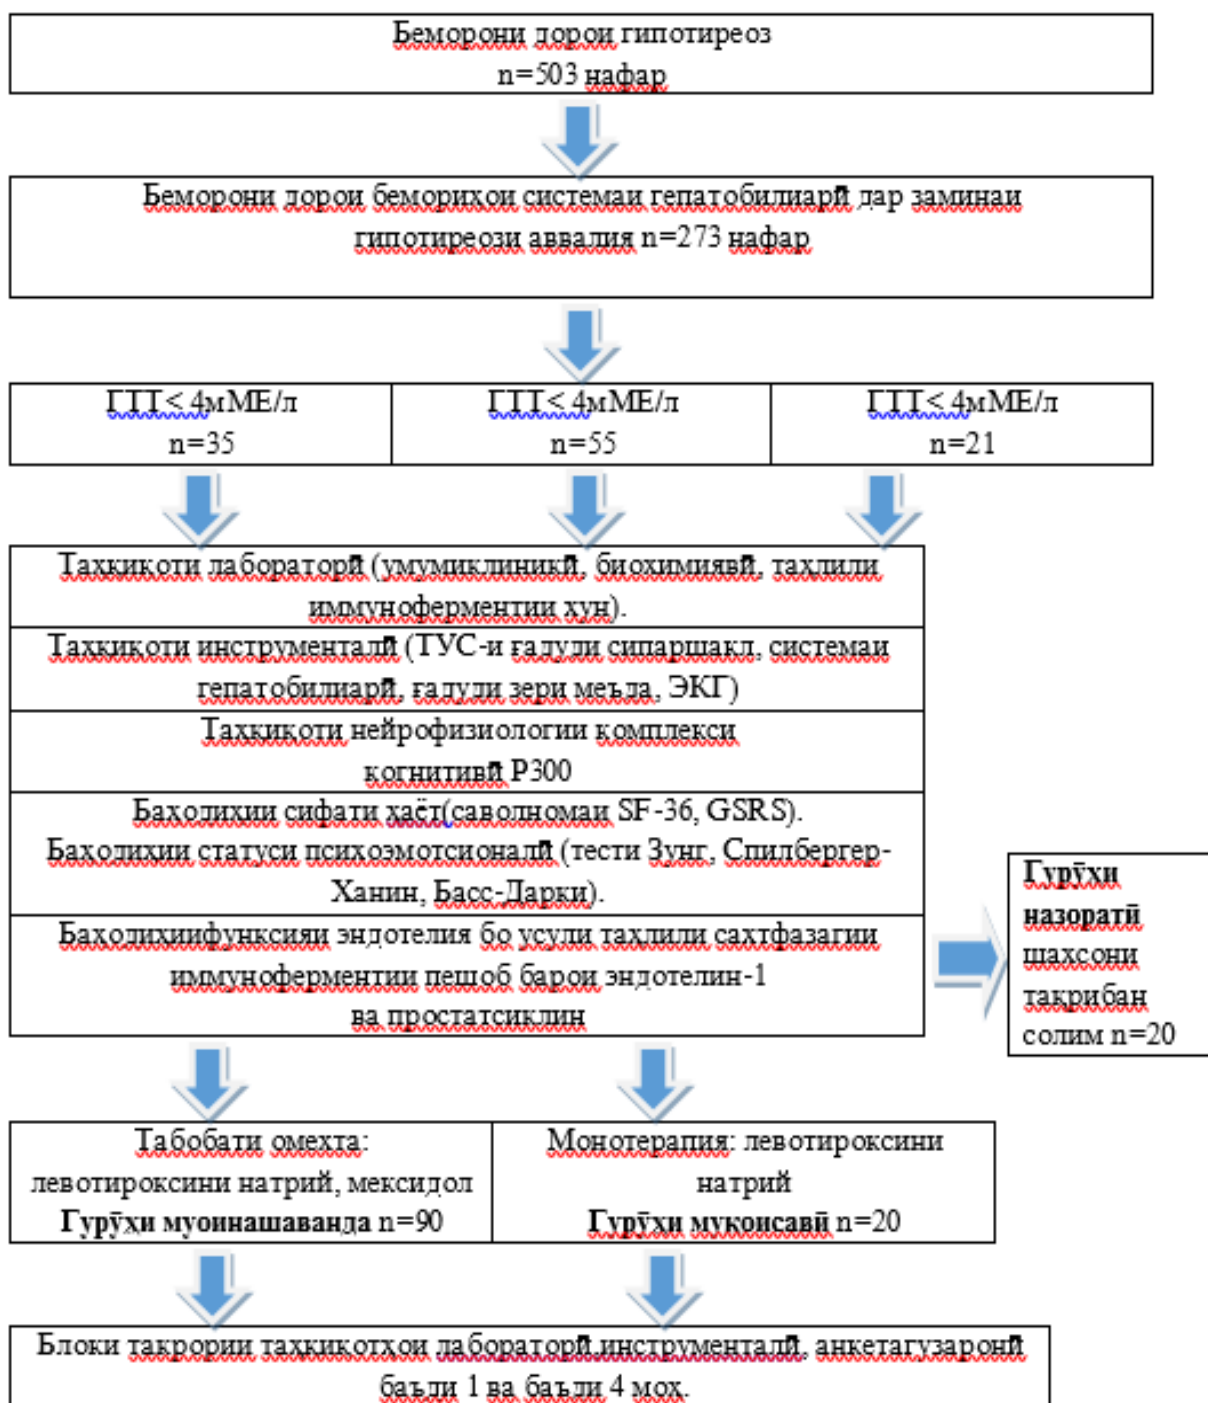 Беморони дорои гипотиреоз
n=503 нафар
Беморони дорои бемориҳои системаи гепатобилиарӣ дар заминаи
гипотиреози аввалия n=273 нафар
ГТТ< 4мМЕ/л
n=35
ГТТ< 4мМЕ/л
n=55
ГТТ< 4мМЕ/л
n=21
Таҳқиқоти лабораторӣ (умумиклиникӣ, биохимиявӣ, таҳлили
иммуноферментии хун).
Таҳқиқоти инструменталӣ (ТУС-и ғадуди сипаршакл, системаи
гепатобилиарӣ, ғадуди зери меъда, ЭКГ)
Таҳқиқоти нейрофизиологии комплекси
когнитивӣ Р300
Баҳодиҳии сифати ҳаёт(саволномаи SF-36, GSRS).
Баҳодиҳии статуси психоэмотсионалӣ (тести Зунг, Спилбергер-
Ханин, Басс-Дарки).
Баҳодиҳиифунксияи эндотелия бо усули таҳлили сахтфазагии
иммуноферментии пешоб барои эндотелин-1
ва простатсиклин
Гурӯҳи
назоратӣ
шахсони
тақрибан
солим n=20
Табобати омехта:
левотироксини натрий, мексидол
Гурӯҳи муоинашаванда n=90
Монотерапия: левотироксини
натрий
Гурӯҳи муқоисавӣ n=20
Блоки такрории таҳқиқотҳои лабораторӣ,инструменталӣ, анкетагузаронӣ
баъди 1 ва баъди 4 моҳ.